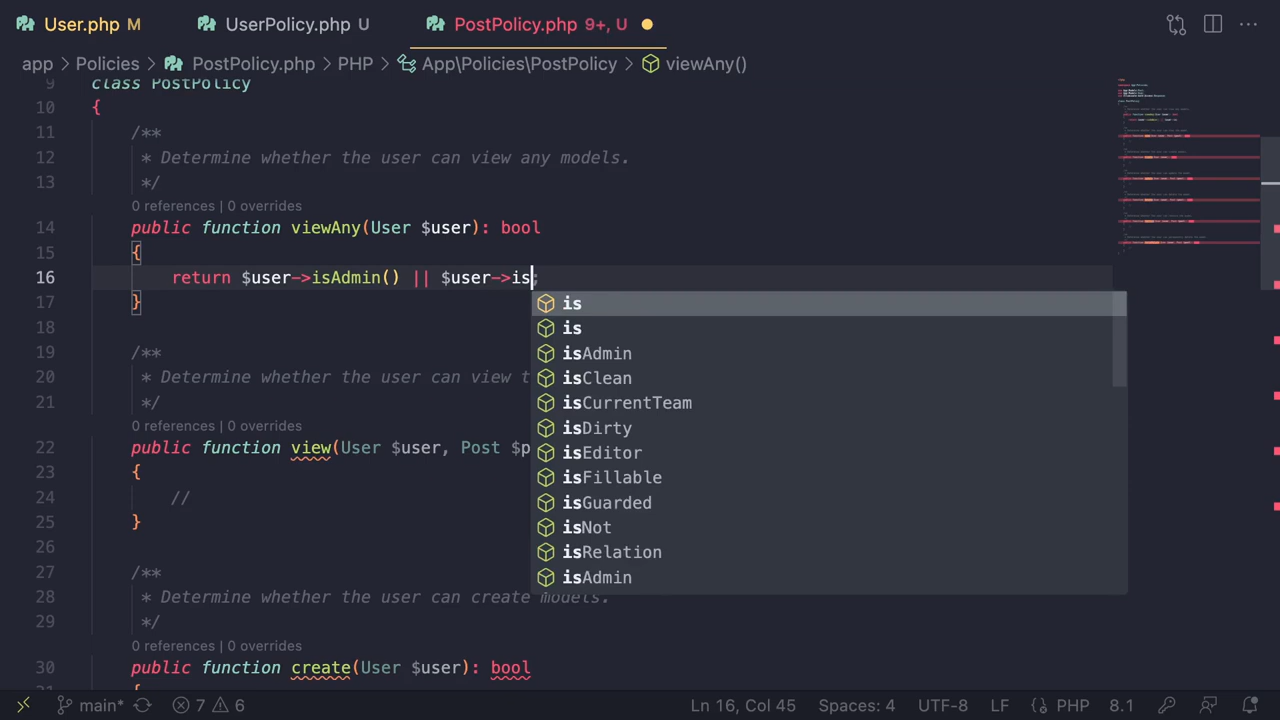 User.php M UserPolicy.php U PostPolicy.php 9+, U
app > Policies > PostPolicy.php > PHP > App\Policies\PostPolicy > viewAny()
9 class PostPolicy
10 {
11 /**
12 * Determine whether the user can view any models.
13 */
0 references | 0 overrides
14 public function viewAny(User $user): bool
15 {
16 return $user->isAdmin() || $user->is;
17 }
is
18
is
19 /**
isAdmin
20 * Determine whether the user can view t
isClean
21 */
isCurrentTeam
0 references | 0 overrides
isDirty
22 public function view(User $user, Post $p
isEditor
23 {
isFillable
24 //
isGuarded
25 }
isNot
26
isRelation
27 /**
isAdmin
28 * Determine whether the user can create models.
29 */
0 references | 0 overrides
30 public function create(User $user): bool
main* 7 6 Ln 16, Col 45 Spaces: 4 UTF-8 LF PHP 8.1